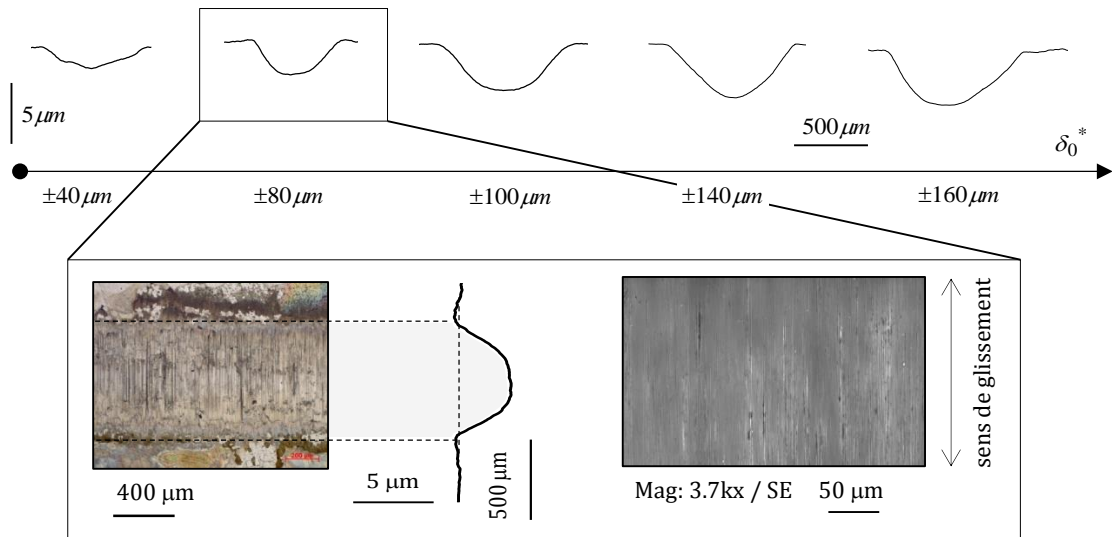 5 μm
500 μm
δ₀*
±40 μm
±80 μm
±100 μm
±140 μm
±160 μm
400 μm
5 μm
500 μm
Mag: 3.7kx / SE
50 μm
sens de glissement